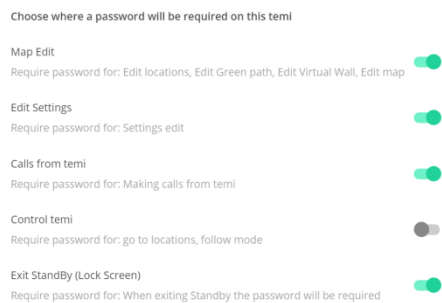 Choose where a password will be required on this temi
Map Edit
Require password for: Edit locations, Edit Green path, Edit Virtual Wall, Edit map
Edit Settings
Require password for: Settings edit
Calls from temi
Require password for: Making calls from temi
Control temi
Require password for: go to locations, follow mode
Exit StandBy (Lock Screen)
Require password for: When exiting Standby the password will be required